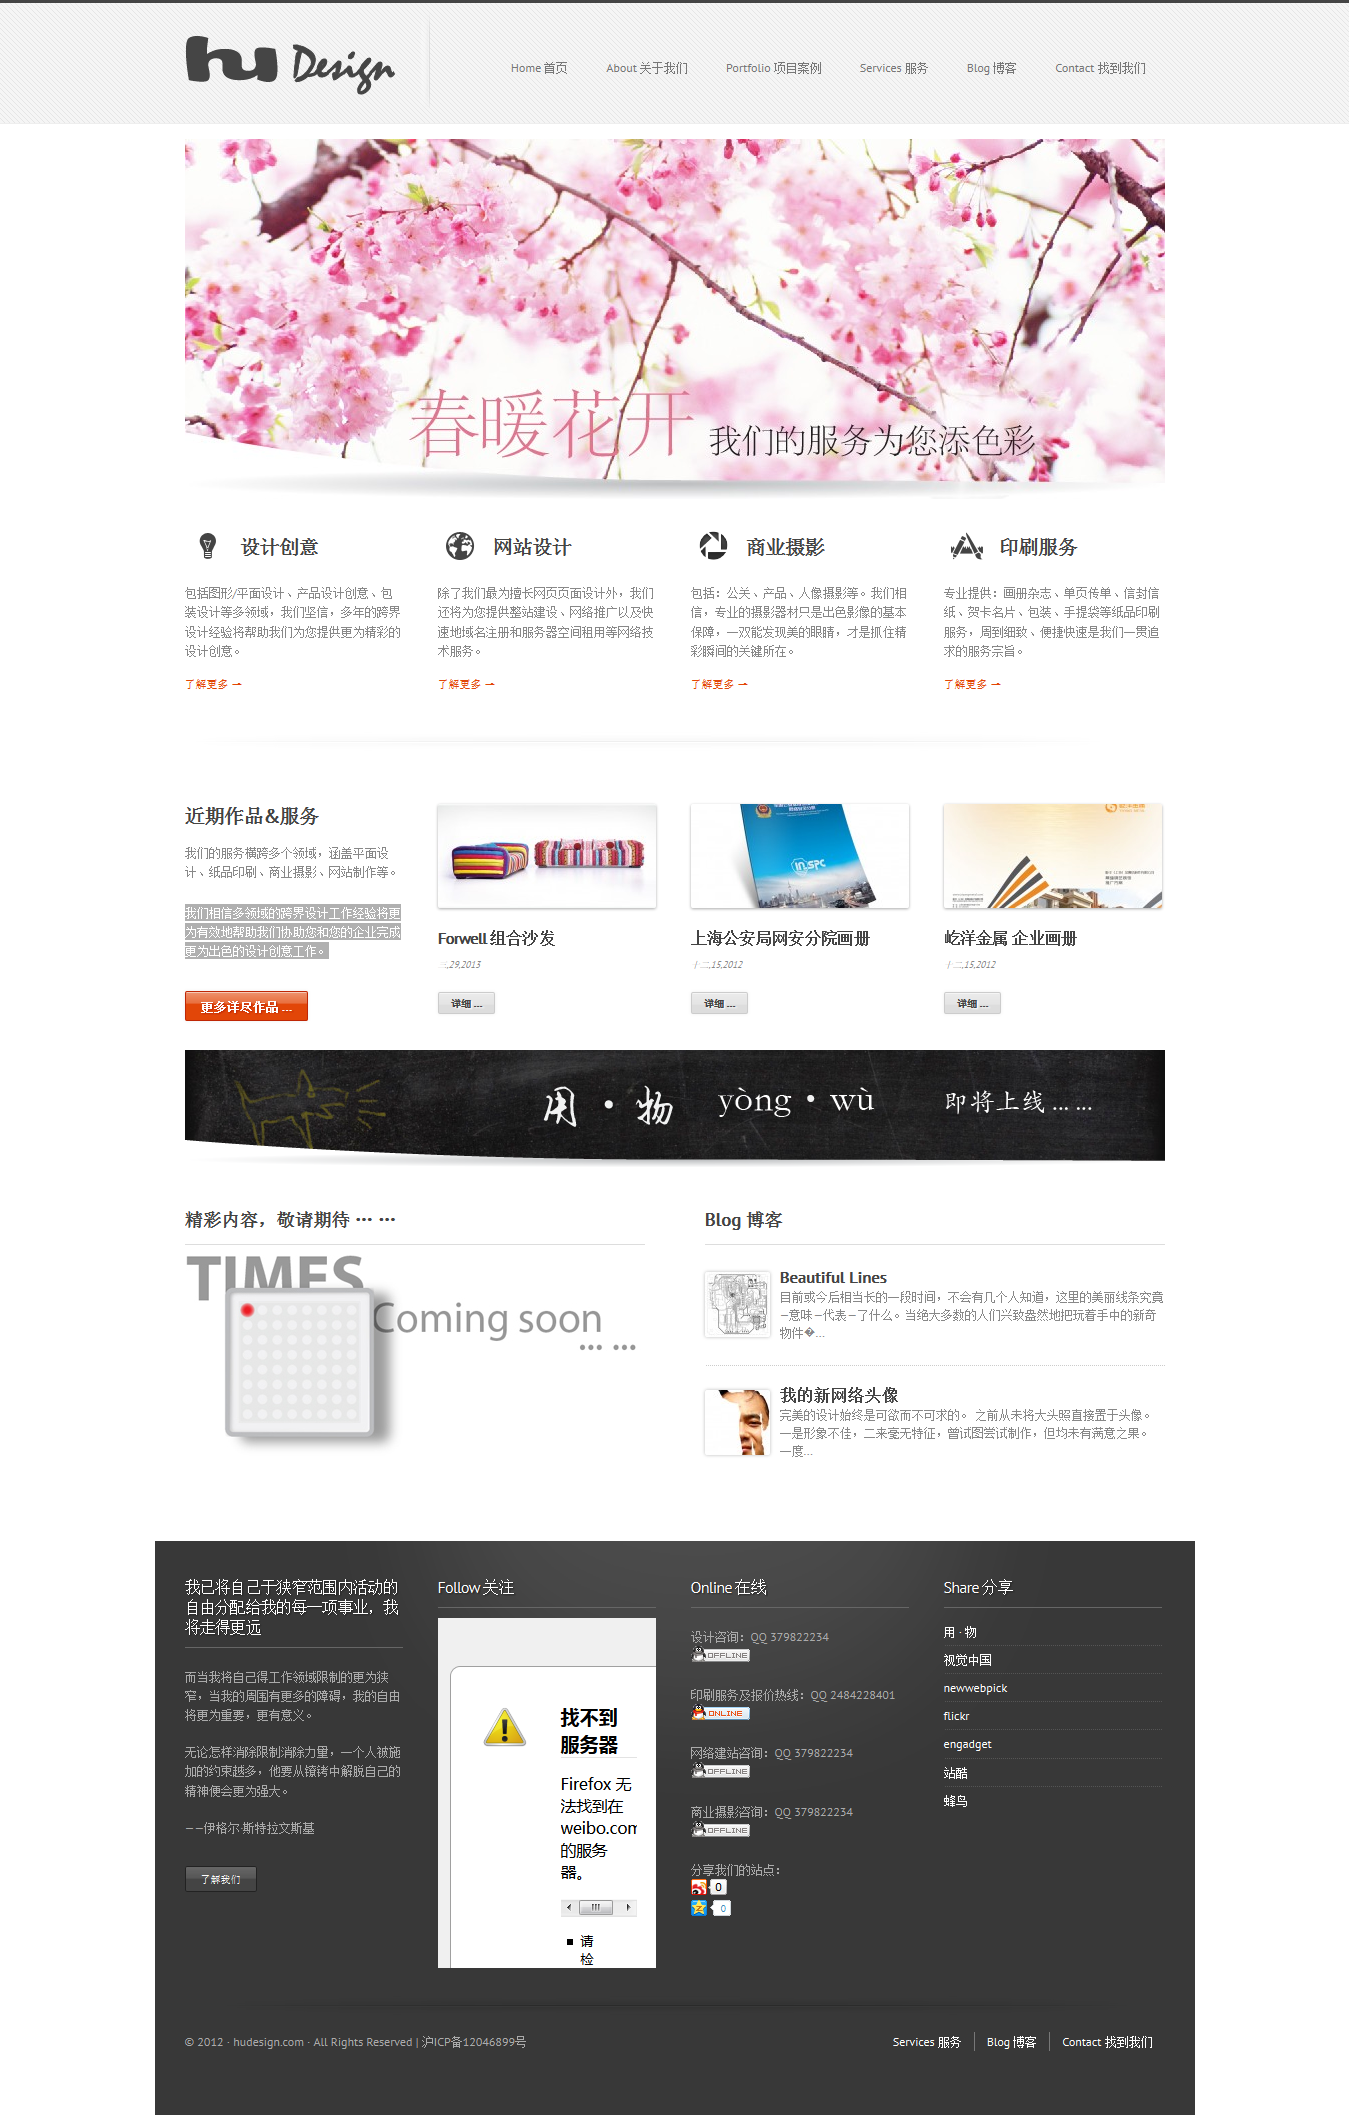 hu Design
Home 首页
About 关于我们
Portfolio 项目案例
Services 服务
Blog 博客
Contact 找到我们
春暖花开 我们的服务为您添色彩
设计创意
包括图形/平面设计、产品设计创意、包
装设计等多领域，我们坚信，多年的跨界
设计经验将帮助我们为您提供更为精彩的
设计创意。
了解更多 →
网站设计
除了我们最为擅长网页页面设计外，我们
还将为您提供整站建设、网络推广以及快
速地域名注册和服务器空间租用等网络技
术服务。
了解更多 →
商业摄影
包括：公关、产品、人像摄影等。我们相
信，专业的摄影器材只是出色影像的基本
保障，一双能发现美的眼睛，才是抓住精
彩瞬间的关键所在。
了解更多 →
印刷服务
专业提供：画册杂志、单页传单、信封信
纸、贺卡名片、包装、手提袋等纸品印刷
服务，周到细致、便捷快速是我们一贯追
求的服务宗旨。
了解更多 →
近期作品&服务
我们的服务横跨多个领域，涵盖平面设
计、纸品印刷、商业摄影、网站制作等。
我们相信多领域的跨界设计工作经验将更
为有效地帮助我们协助您和您的企业完成
更为出色的设计创意工作。
更多详尽作品 ...
Forwell 组合沙发
三,29,2013
详细 ...
IN SPC
上海公安局网安分院画册
十二,15,2012
详细 ...
屹洋金属 企业画册
十二,15,2012
详细 ...
用 · 物 yòng · wù 即将上线 ... ...
精彩内容，敬请期待 ... ...
TIMES
Coming soon
... ...
Blog 博客
Beautiful Lines
目前或今后相当长的一段时间，不会有几个人知道，这里的美丽线条究竟
–意味–代表–了什么。当绝大多数的人们兴致盎然地把玩着手中的新奇
物件�...
我的新网络头像
完美的设计始终是可欲而不可求的。 之前从未将大头照直接置于头像。
一是形象不佳，二来毫无特征，曾试图尝试制作，但均未有满意之果。
一度...
我已将自己于狭窄范围内活动的
自由分配给我的每一项事业，我
将走得更远
而当我将自己得工作领域限制的更为狭
窄，当我的周围有更多的障碍，我的自由
将更为重要，更有意义。
无论怎样消除限制消除力量，一个人被施
加的约束越多，他要从镣铐中解脱自己的
精神便会更为强大。
——伊格尔·斯特拉文斯基
了解我们
Follow 关注
找不到
服务器
Firefox 无
法找到在
weibo.com
的服务
器。
请
检
Online 在线
设计咨询：QQ 379822234
OFFLINE
印刷服务及报价热线：QQ 2484228401
ONLINE
网络建站咨询：QQ 379822234
OFFLINE
商业摄影咨询：QQ 379822234
OFFLINE
分享我们的站点：
0
0
Share 分享
用 · 物
视觉中国
newwebpick
flickr
engadget
站酷
蜂鸟
© 2012 · hudesign.com · All Rights Reserved | 沪ICP备12046899号
Services 服务
Blog 博客
Contact 找到我们